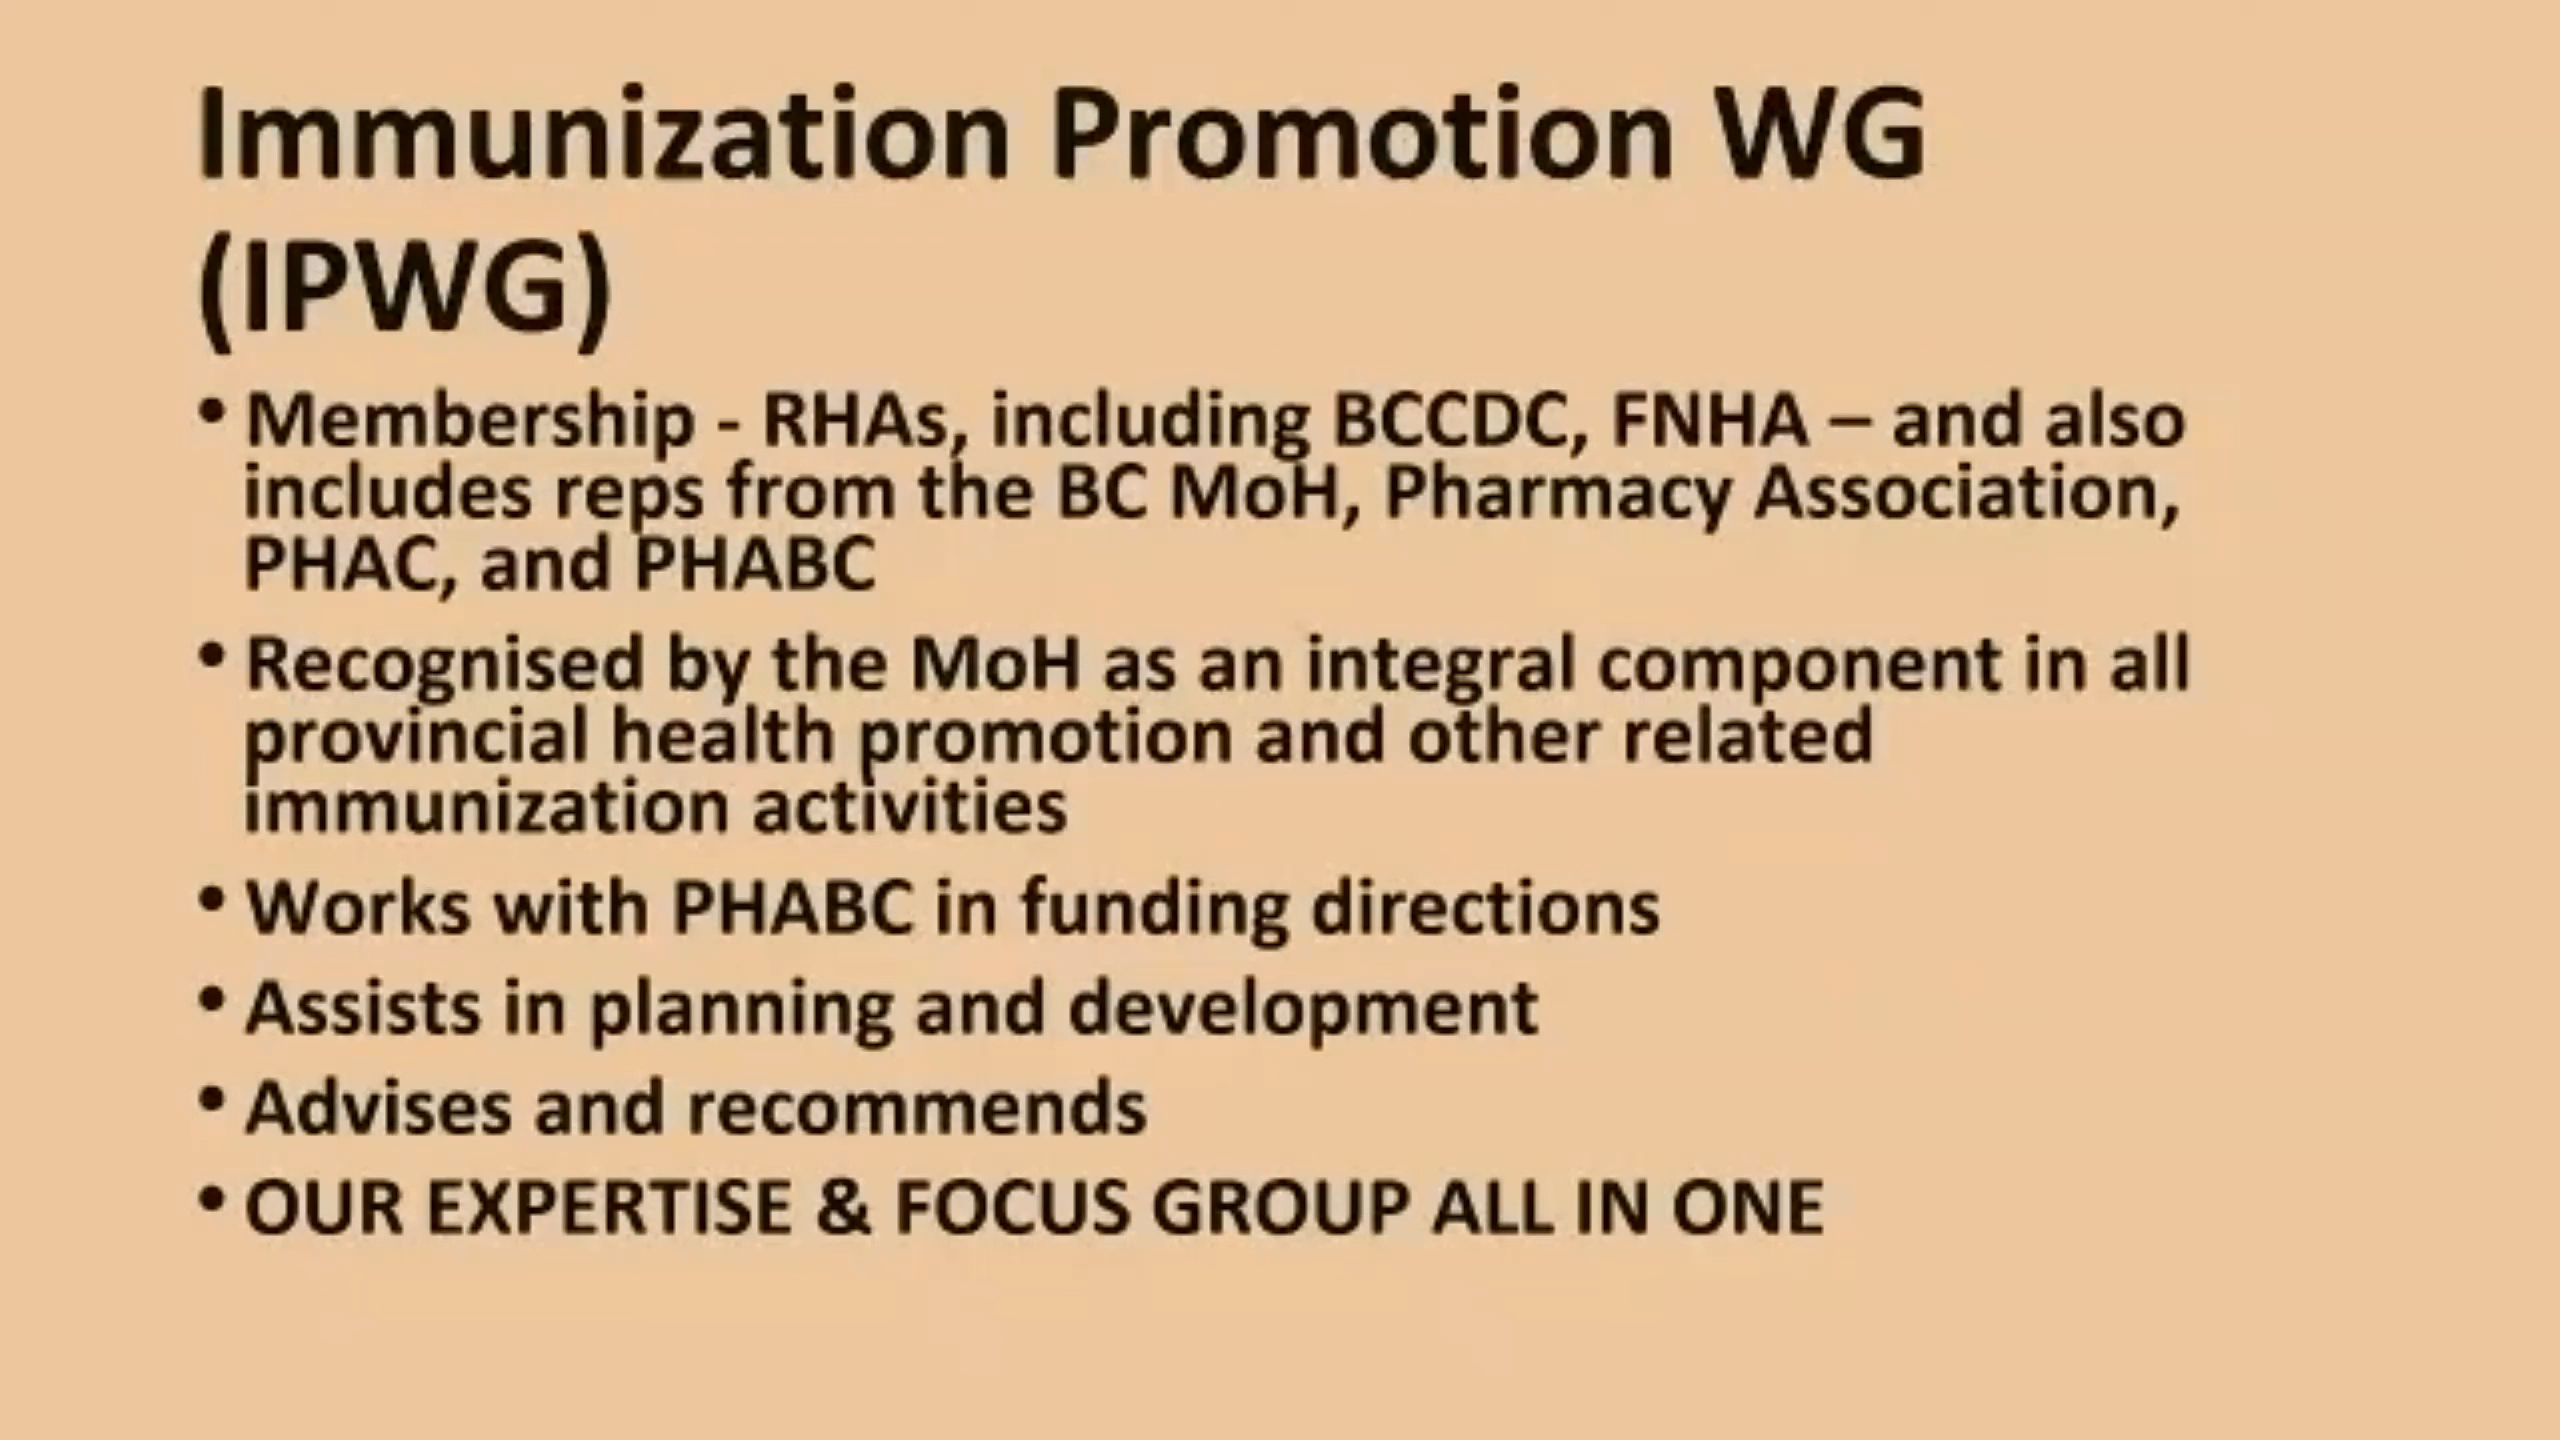 Immunization Promotion WG
(IPWG)
• Membership - RHAs, including BCCDC, FNHA – and also
includes reps from the BC MoH, Pharmacy Association,
PHAC, and PHABC
• Recognised by the MoH as an integral component in all
provincial health promotion and other related
immunization activities
• Works with PHABC in funding directions
• Assists in planning and development
• Advises and recommends
• OUR EXPERTISE & FOCUS GROUP ALL IN ONE